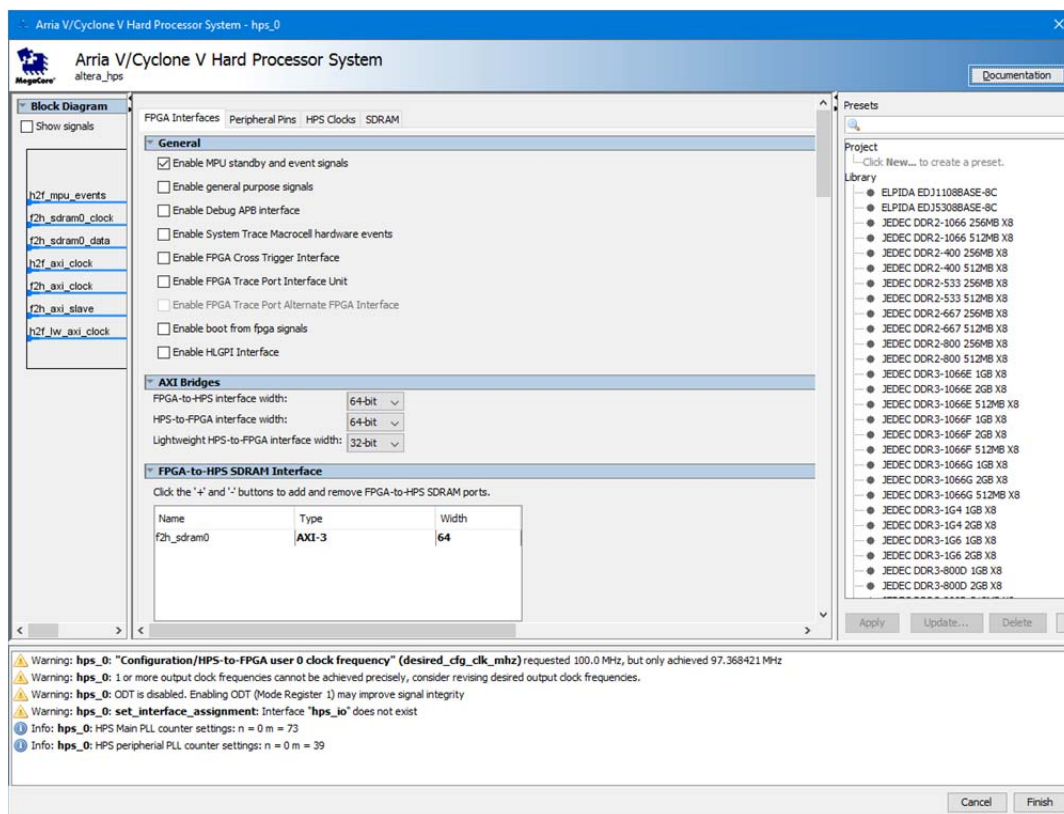 Arria V/Cyclone V Hard Processor System - hps_0
MegaCore®
Arria V/Cyclone V Hard Processor System
altera_hps
Documentation
Block Diagram
Show signals
h2f_mpu_events
f2h_sdram0_clock
f2h_sdram0_data
h2f_axi_clock
f2h_axi_clock
f2h_axi_slave
h2f_lw_axi_clock
FPGA Interfaces Peripheral Pins HPS Clocks SDRAM
General
Enable MPU standby and event signals
Enable general purpose signals
Enable Debug APB interface
Enable System Trace Macrocell hardware events
Enable FPGA Cross Trigger Interface
Enable FPGA Trace Port Interface Unit
Enable FPGA Trace Port Alternate FPGA Interface
Enable boot from fpga signals
Enable HLGPI Interface
AXI Bridges
FPGA-to-HPS interface width: 64-bit
HPS-to-FPGA interface width: 64-bit
Lightweight HPS-to-FPGA interface width: 32-bit
FPGA-to-HPS SDRAM Interface
Click the '+' and '-' buttons to add and remove FPGA-to-HPS SDRAM ports.
Name Type Width
f2h_sdram0 AXI-3 64
Presets
Project
Click New... to create a preset.
Library
ELPIDA EDJ1108BASE-8C
ELPIDA EDJ5308BASE-8C
JEDEC DDR2-1066 256MB X8
JEDEC DDR2-1066 512MB X8
JEDEC DDR2-400 256MB X8
JEDEC DDR2-400 512MB X8
JEDEC DDR2-533 256MB X8
JEDEC DDR2-533 512MB X8
JEDEC DDR2-667 256MB X8
JEDEC DDR2-667 512MB X8
JEDEC DDR2-800 256MB X8
JEDEC DDR2-800 512MB X8
JEDEC DDR3-1066E 1GB X8
JEDEC DDR3-1066E 2GB X8
JEDEC DDR3-1066E 512MB X8
JEDEC DDR3-1066F 1GB X8
JEDEC DDR3-1066F 2GB X8
JEDEC DDR3-1066F 512MB X8
JEDEC DDR3-1066G 1GB X8
JEDEC DDR3-1066G 2GB X8
JEDEC DDR3-1066G 512MB X8
JEDEC DDR3-1G4 1GB X8
JEDEC DDR3-1G4 2GB X8
JEDEC DDR3-1G6 1GB X8
JEDEC DDR3-1G6 2GB X8
JEDEC DDR3-800D 1GB X8
JEDEC DDR3-800D 2GB X8
Apply Update... Delete
Warning: hps_0: "Configuration/HPS-to-FPGA user 0 clock frequency" (desired_cfg_clk_mhz) requested 100.0 MHz, but only achieved 97.368421 MHz
Warning: hps_0: 1 or more output clock frequencies cannot be achieved precisely, consider revising desired output clock frequencies.
Warning: hps_0: ODT is disabled. Enabling ODT (Mode Register 1) may improve signal integrity
Warning: hps_0: set_interface_assignment: Interface "hps_io" does not exist
Info: hps_0: HPS Main PLL counter settings: n = 0 m = 73
Info: hps_0: HPS peripherial PLL counter settings: n = 0 m = 39
Cancel Finish